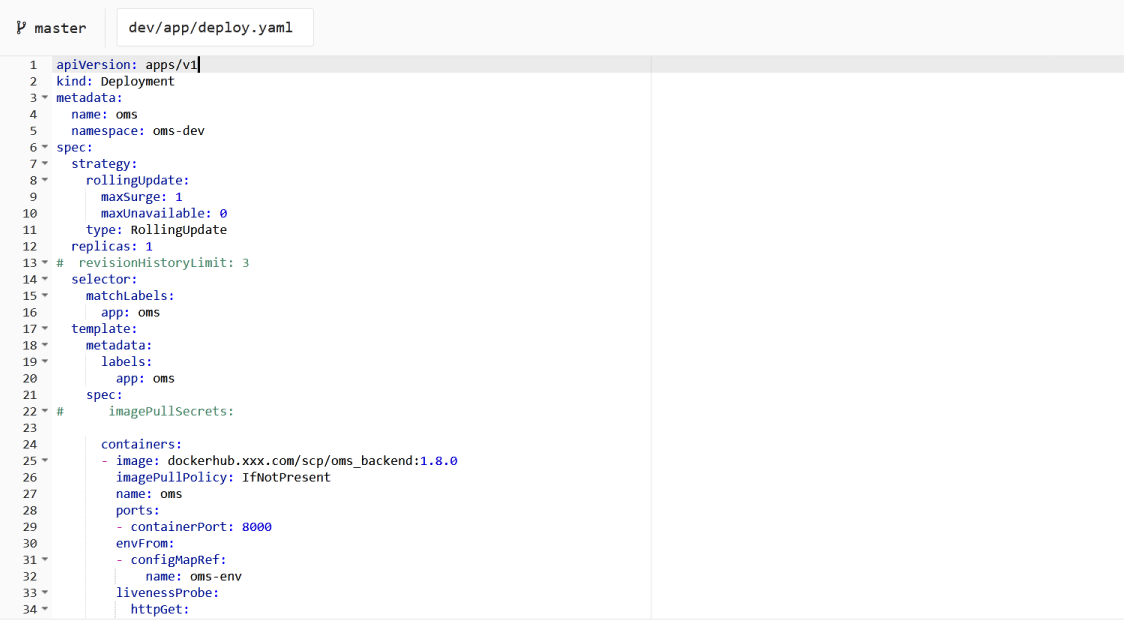 master dev/app/deploy.yaml
1 apiVersion: apps/v1
2 kind: Deployment
3 metadata:
4   name: oms
5   namespace: oms-dev
6 spec:
7   strategy:
8     rollingUpdate:
9       maxSurge: 1
10       maxUnavailable: 0
11     type: RollingUpdate
12   replicas: 1
13 #  revisionHistoryLimit: 3
14   selector:
15     matchLabels:
16       app: oms
17   template:
18     metadata:
19       labels:
20         app: oms
21     spec:
22 #      imagePullSecrets:
23
24       containers:
25       - image: dockerhub.xxx.com/scp/oms_backend:1.8.0
26         imagePullPolicy: IfNotPresent
27         name: oms
28         ports:
29         - containerPort: 8000
30         envFrom:
31         - configMapRef:
32             name: oms-env
33         livenessProbe:
34           httpGet: